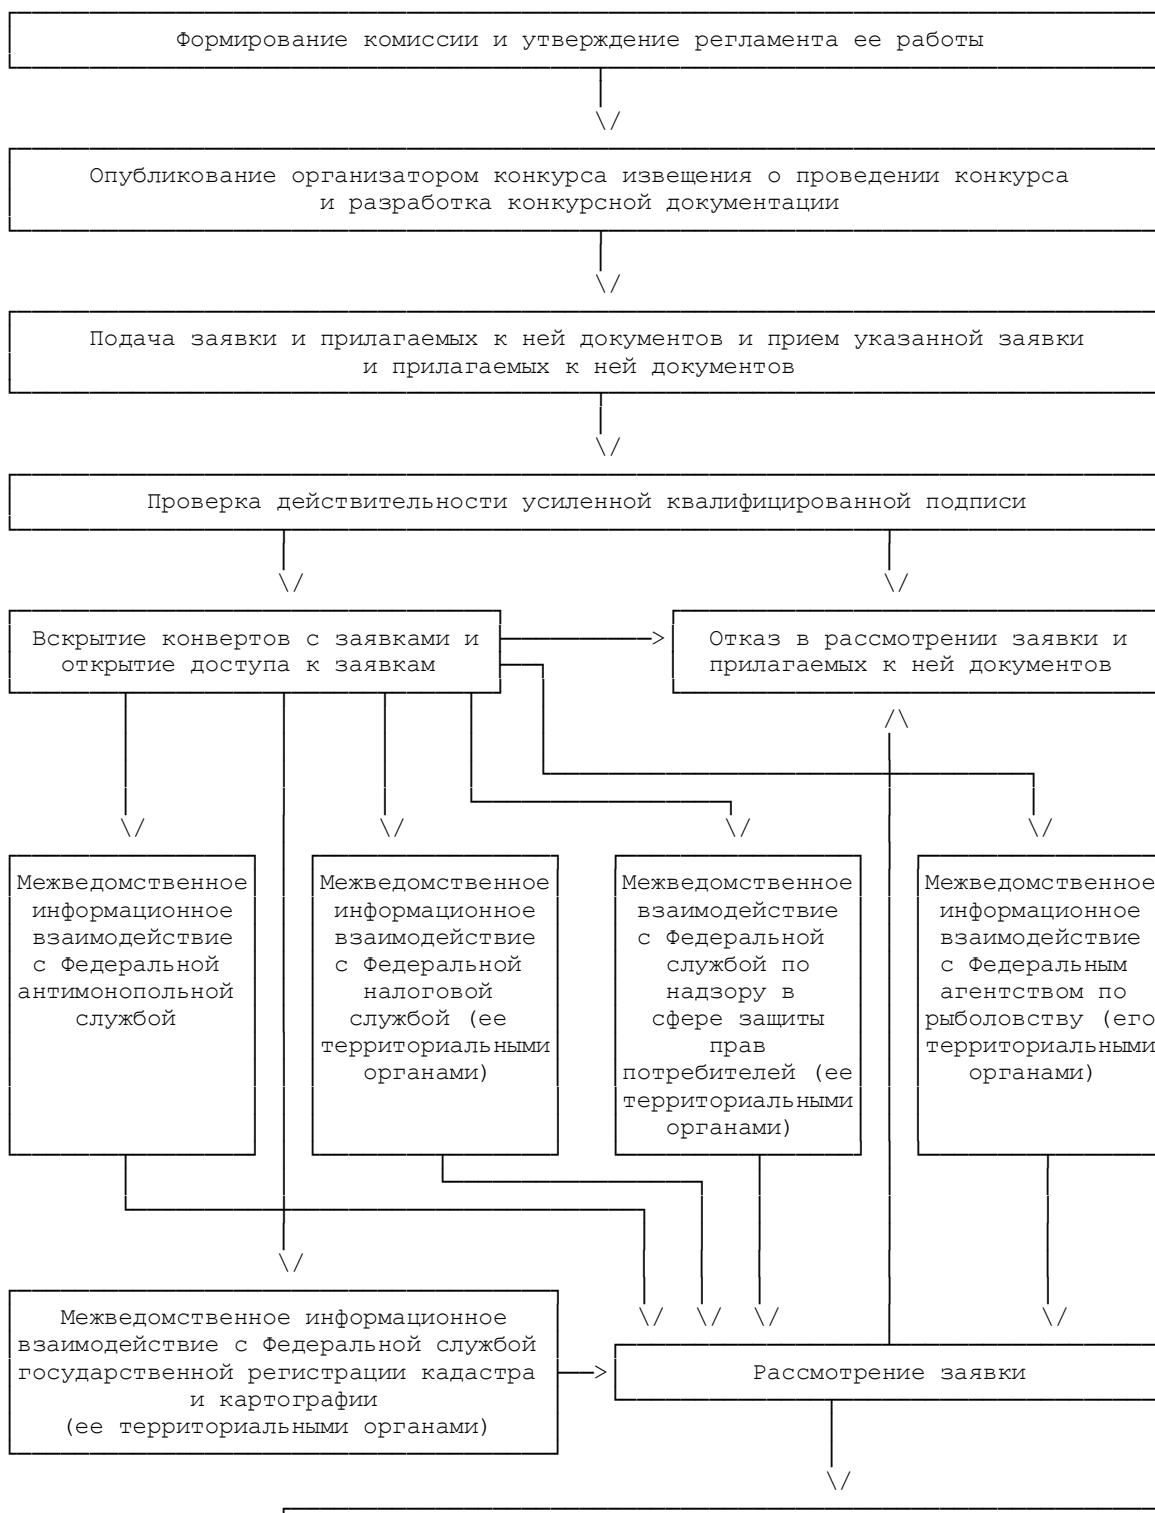 Формирование комиссии и утверждение регламента ее работы
Опубликование организатором конкурса извещения о проведении конкурса
и разработка конкурсной документации
Подача заявки и прилагаемых к ней документов и прием указанной заявки
и прилагаемых к ней документов
Проверка действительности усиленной квалифицированной подписи
Вскрытие конвертов с заявками и
открытие доступа к заявкам
Отказ в рассмотрении заявки и
прилагаемых к ней документов
Межведомственное
информационное
взаимодействие
с Федеральной
антимонопольной
службой
Межведомственное
информационное
взаимодействие
с Федеральной
налоговой
службой (ее
территориальными
органами)
Межведомственное
взаимодействие
с Федеральной
службой по
надзору в
сфере защиты
прав
потребителей (ее
территориальными
органами)
Межведомственное
информационное
взаимодействие
с Федеральным
агентством по
рыболовству (его
территориальными
органами)
Межведомственное информационное
взаимодействие с Федеральной службой
государственной регистрации кадастра
и картографии
(ее территориальными органами)
Рассмотрение заявки